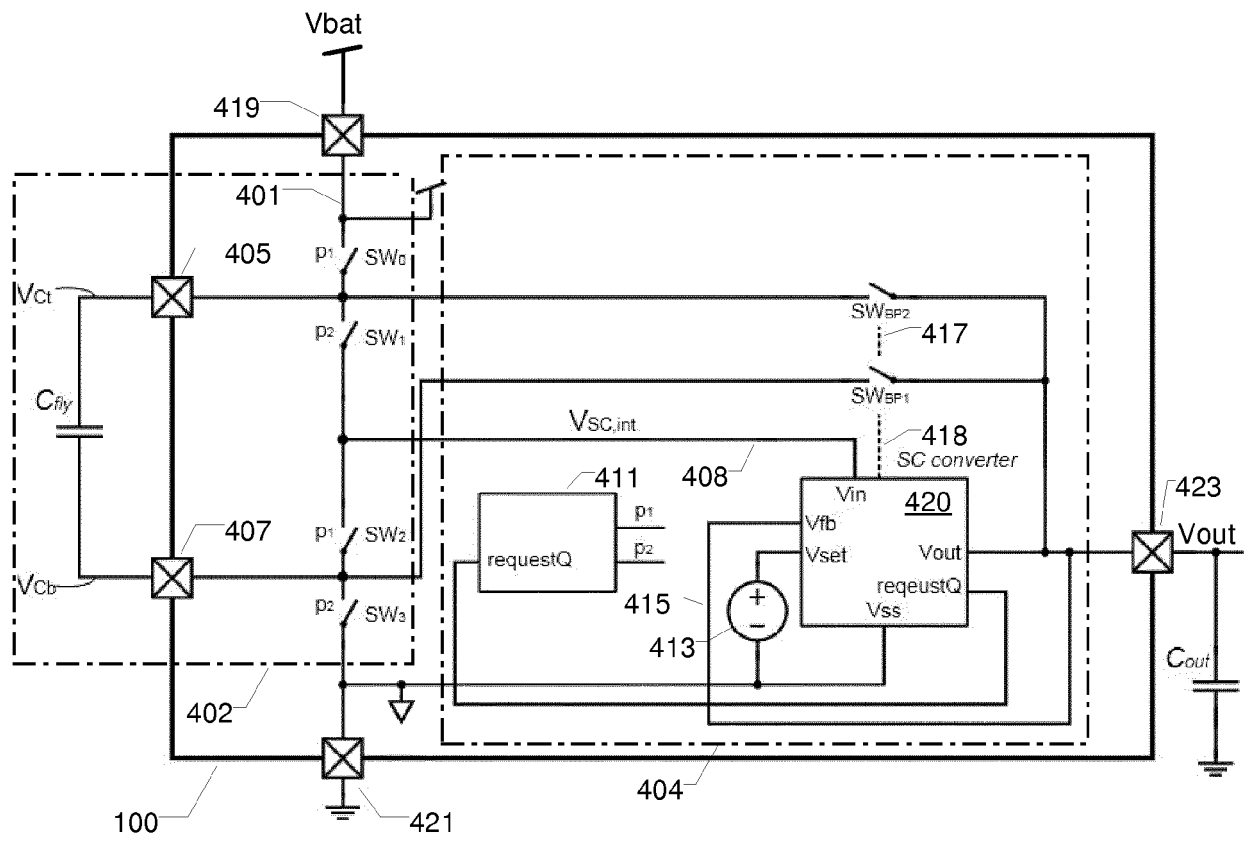 Vbat
419
401
p1
SW0
405
VCt
SWBP2
417
p2
SW1
SWBP1
Cfly
VSC,int
418
SC converter
408
411
Vin
420
423
p1
Vfb
Vout
407
p1
SW2
p2
Vset
Vout
requestQ
reqeustQ
VCb
p2
SW3
415
+
−
Vss
413
Cout
402
404
100
421